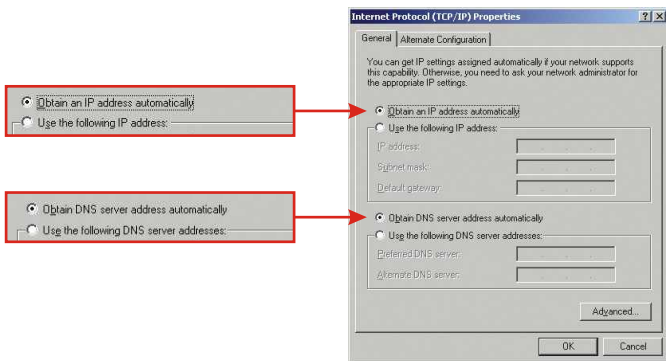 Obtain an IP address automatically
Use the following IP address:
Obtain DNS server address automatically
Use the following DNS server addresses:
Internet Protocol (TCP/IP) Properties
General
Alternate Configuration
You can get IP settings assigned automatically if your network supports
this capability. Otherwise, you need to ask your network administrator for
the appropriate IP settings.
Obtain an IP address automatically
Use the following IP address:
IP address:
Subnet mask:
Default gateway:
Obtain DNS server address automatically
Use the following DNS server addresses:
Preferred DNS server:
Alternate DNS server:
Advanced...
OK Cancel